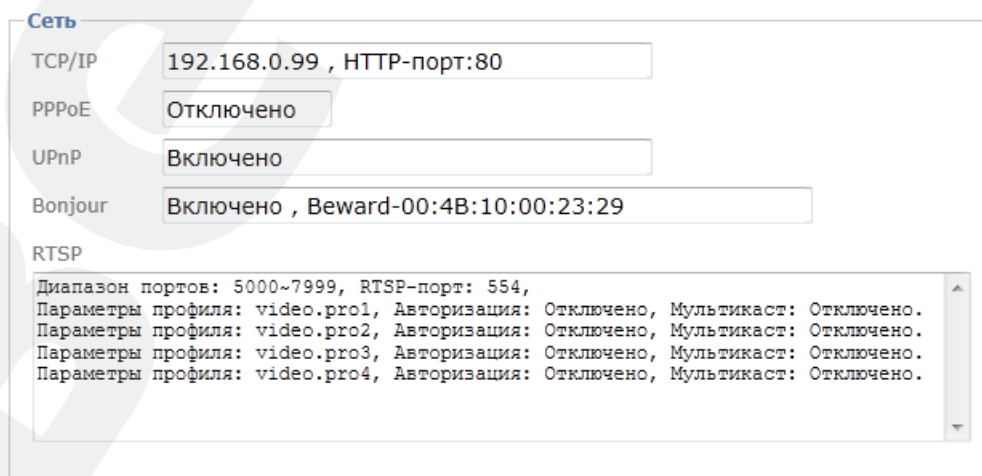 Сеть
TCP/IP 192.168.0.99 , HTTP-порт:80
PPPoE Отключено
UPnP Включено
Bonjour Включено , Beward-00:4B:10:00:23:29
RTSP
Диапазон портов: 5000~7999, RTSP-порт: 554,
Параметры профиля: video.pro1, Авторизация: Отключено, Мультикаст: Отключено.
Параметры профиля: video.pro2, Авторизация: Отключено, Мультикаст: Отключено.
Параметры профиля: video.pro3, Авторизация: Отключено, Мультикаст: Отключено.
Параметры профиля: video.pro4, Авторизация: Отключено, Мультикаст: Отключено.